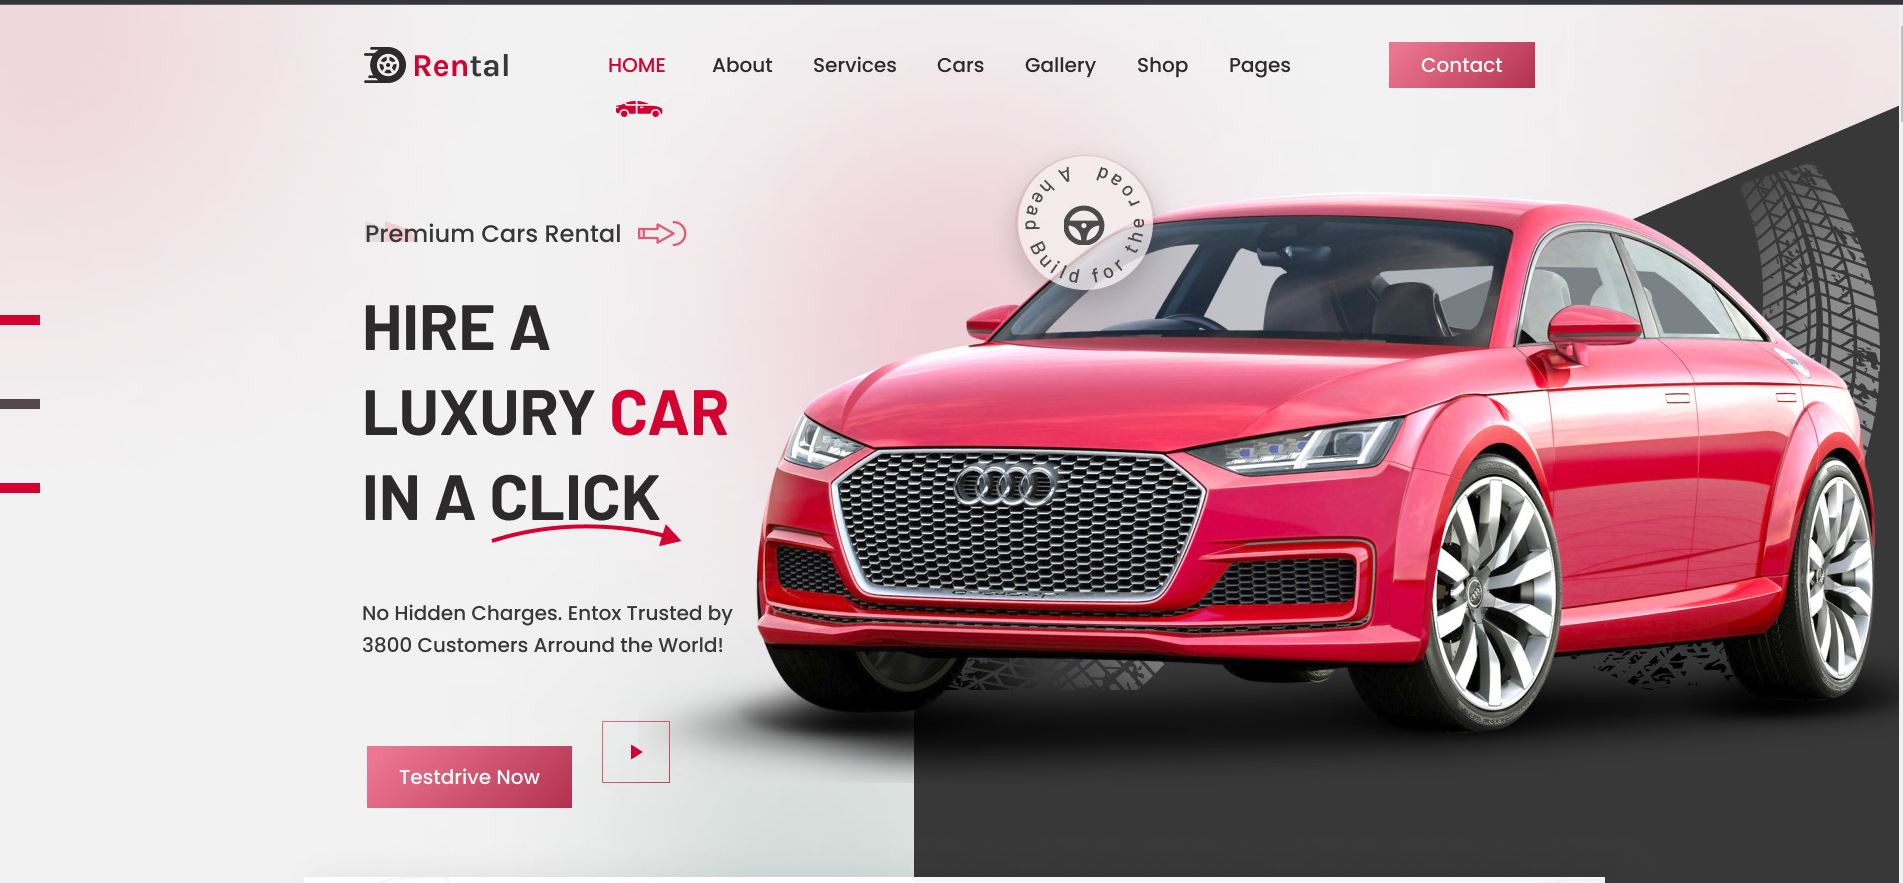 Rental
HOME About Services Cars Gallery Shop Pages Contact
A head Build for the road
Premium Cars Rental
HIRE A
LUXURY CAR
IN A CLICK
No Hidden Charges. Entox Trusted by
3800 Customers Arround the World!
Testdrive Now